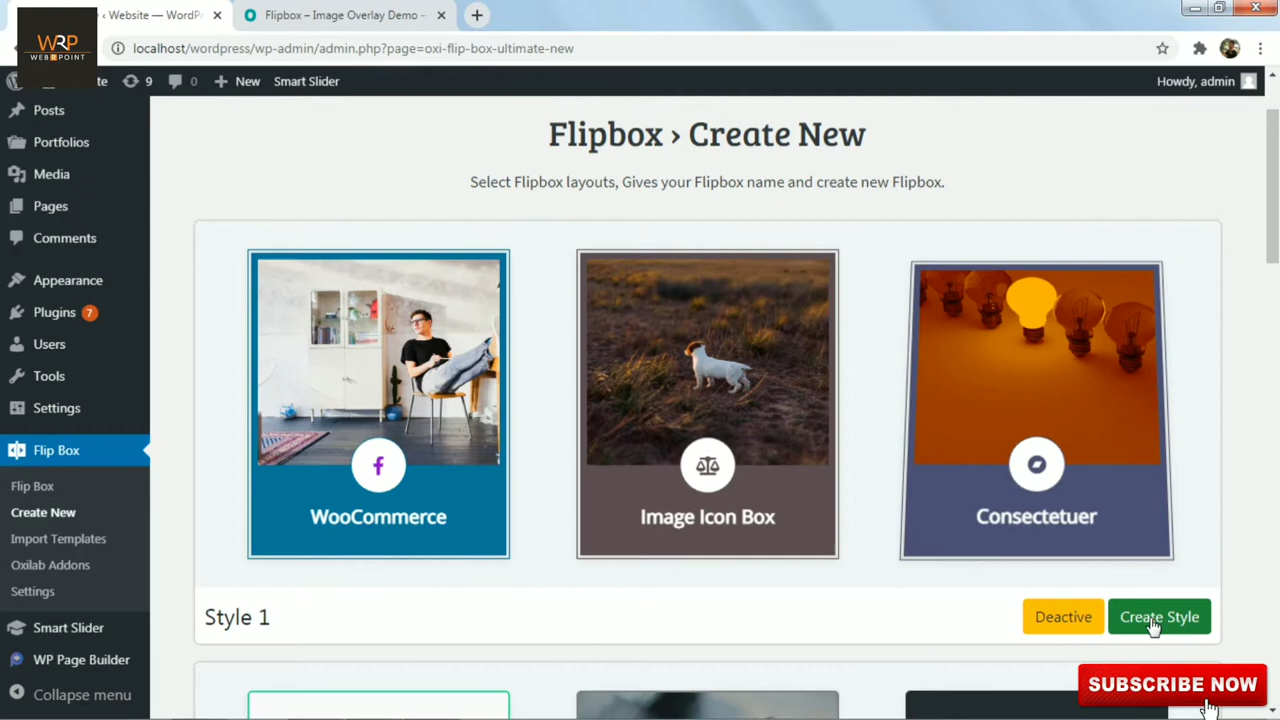 ‹ Website — WordPr
Flipbox – Image Overlay Demo –
WRP
WEB POINT
localhost/wordpress/wp-admin/admin.php?page=oxi-flip-box-ultimate-new
te
9
0
New
Smart Slider
Howdy, admin
Posts
Portfolios
Media
Pages
Comments
Appearance
Plugins 7
Users
Tools
Settings
Flip Box
Flip Box
Create New
Import Templates
Oxilab Addons
Settings
Smart Slider
WP Page Builder
Collapse menu
Flipbox › Create New
Select Flipbox layouts, Gives your Flipbox name and create new Flipbox.
WooCommerce
Image Icon Box
Consectetuer
Style 1
Deactive
Create Style
SUBSCRIBE NOW